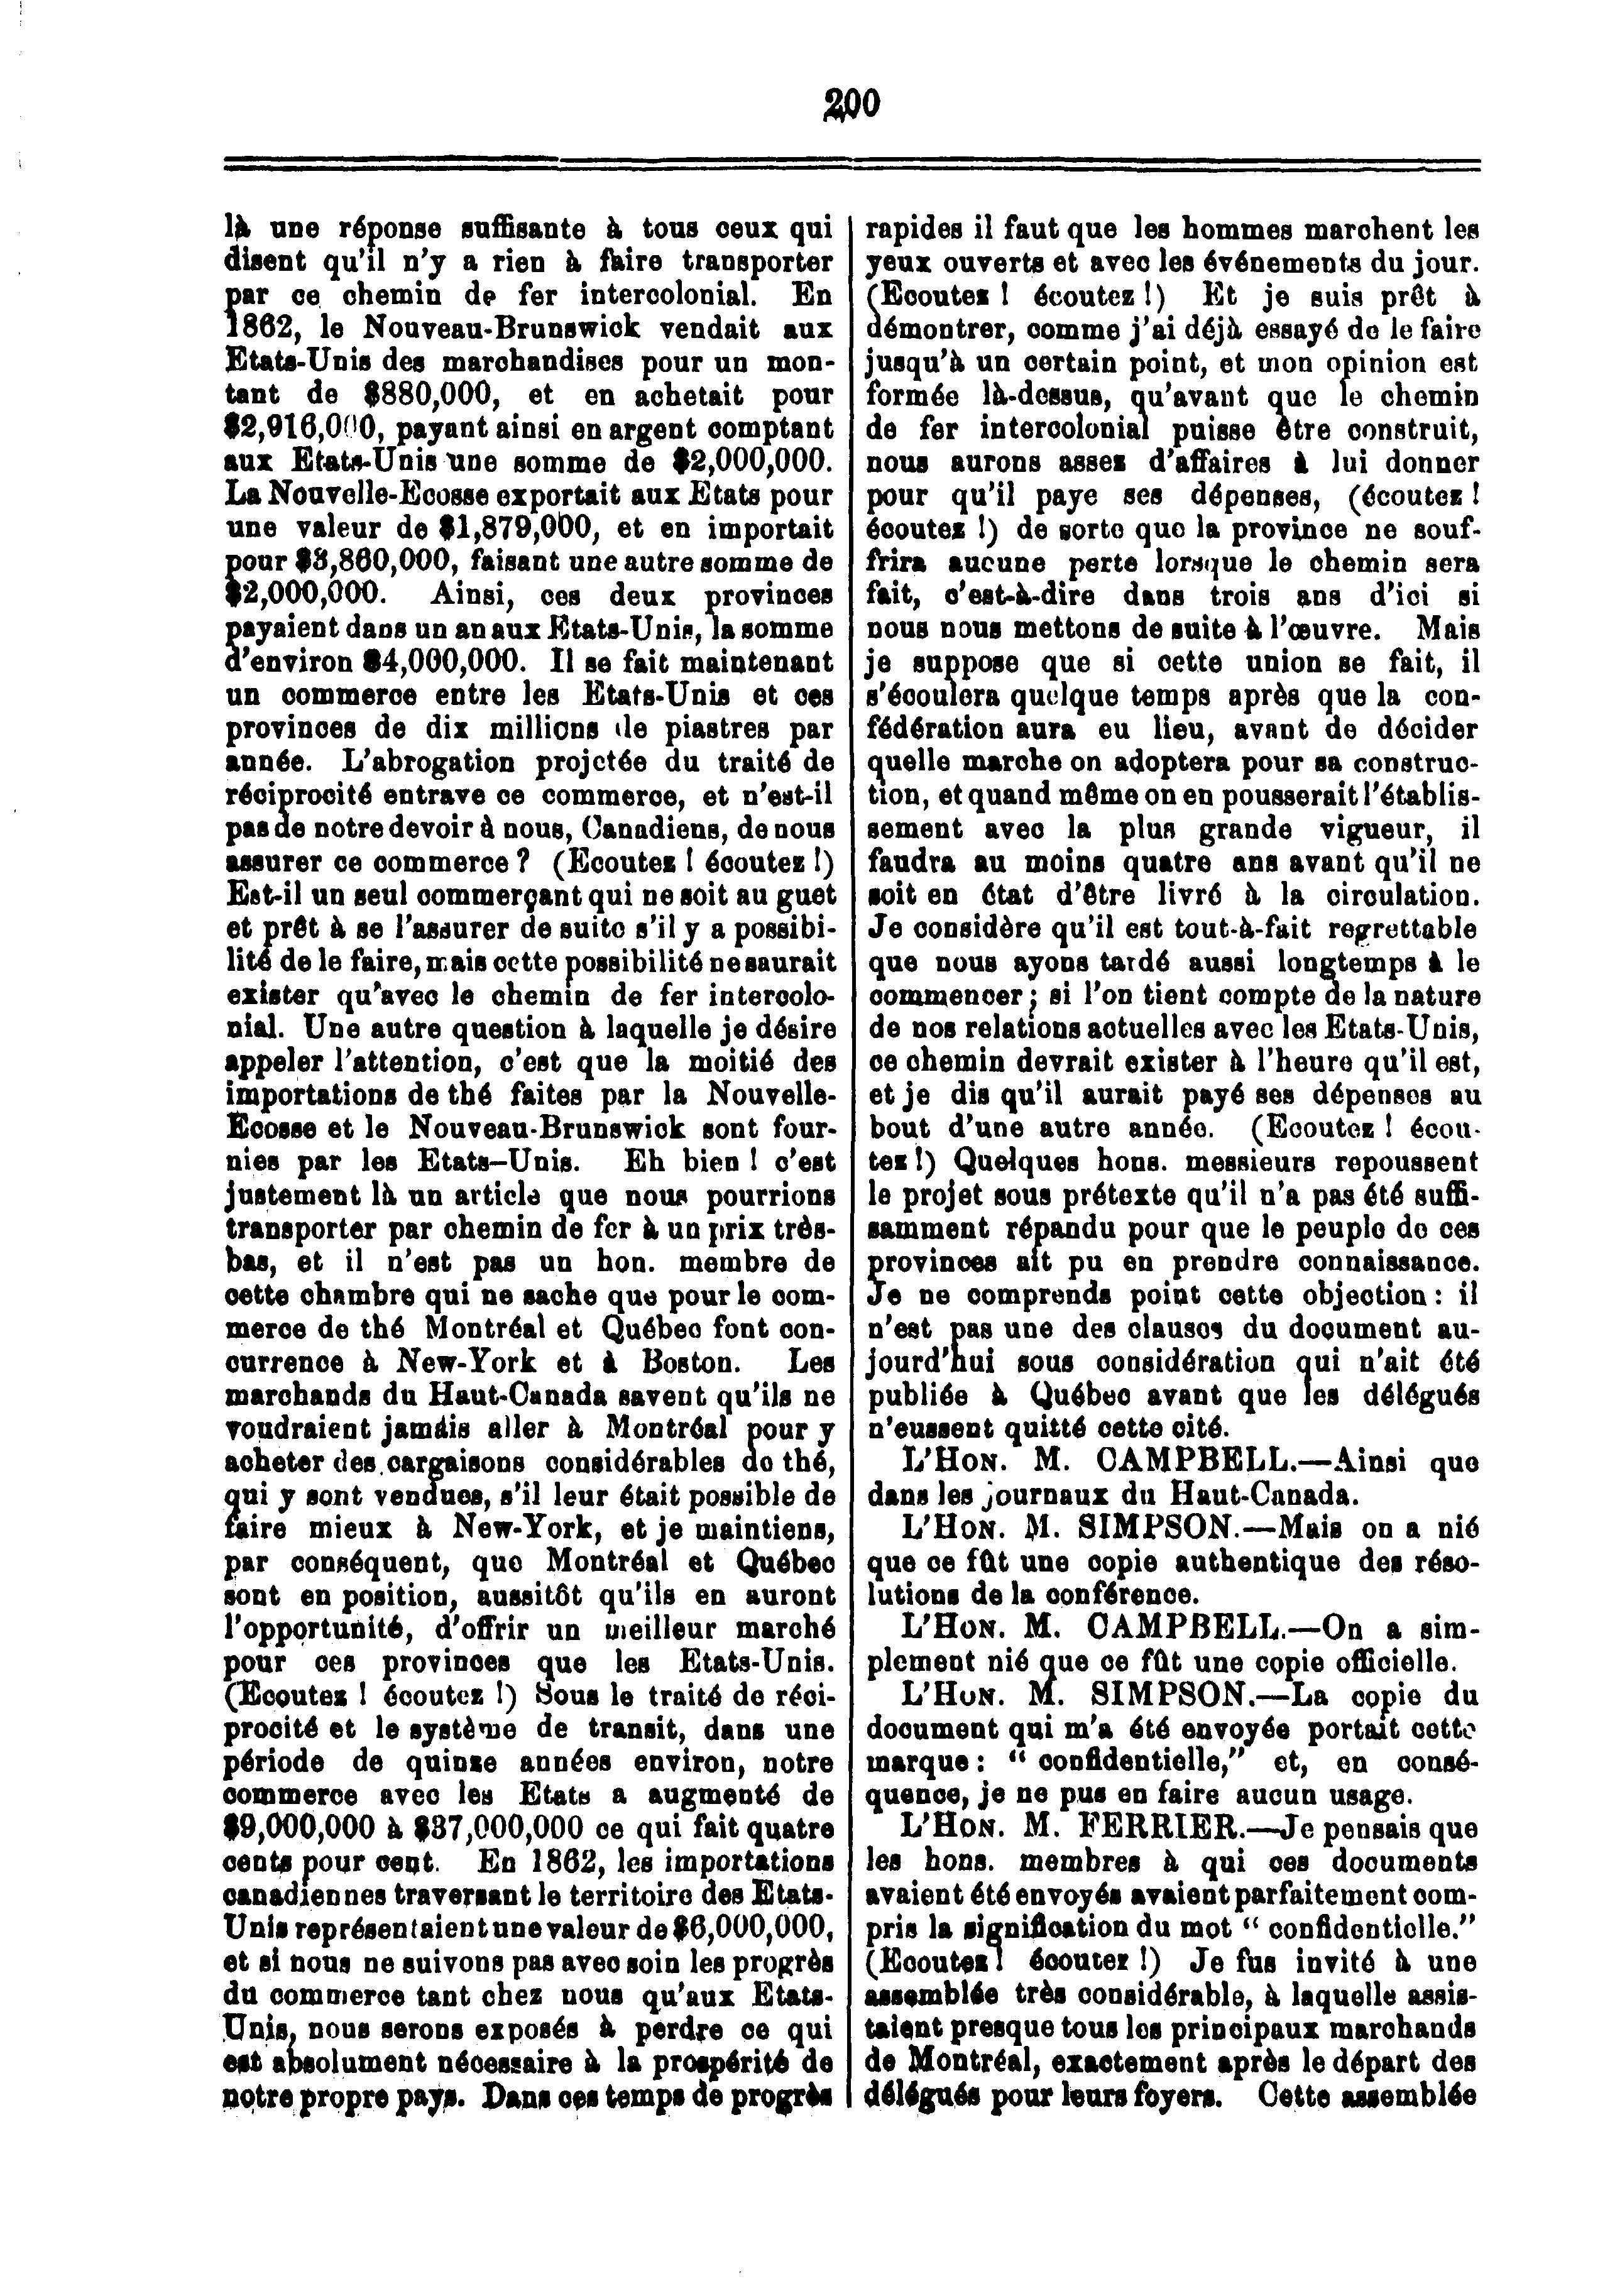 200
là une réponse suffisante à tous ceux qui
disent qu'il n'y a rien à faire transporter
par ce chemin de fer intercolonial. En
1862, le Nouveau-Brunswick vendait aux
Etats-Unis des marchandises pour un mon-
tant de $880,000, et en achetait pour
$2,916,000, payant ainsi en argent comptant
aux Etats-Unis une somme de $2,000,000.
La Nouvelle-Ecosse exportait aux Etats pour
une valeur de $1,879,000, et en importait
pour $3,860,000, faisant une autre somme de
$2,000,000. Ainsi, ces deux provinces
payaient dans un an aux Etats-Unis, la somme
d'environ $4,000,000. Il se fait maintenant
un commerce entre les Etats-Unis et ces
provinces de dix millions de piastres par
année. L'abrogation projetée du traité de
réciprocité entrave ce commerce, et n'est-il
pas de notre devoir à nous, Canadiens, de nous
assurer ce commerce ? (Ecoutez ! écoutez !)
Est-il un seul commerçant qui ne soit au guet
et prêt à se l'assurer de suite s'il y a possibi-
lité de le faire, mais cette possibilité ne saurait
exister qu'avec le chemin de fer intercolo-
nial. Une autre question à laquelle je désire
appeler l'attention, c'est que la moitié des
importations de thé faites par la Nouvelle-
Ecosse et le Nouveau-Brunswick sont four-
nies par les Etats-Unis. Eh bien ! c'est
justement là un article que nous pourrions
transporter par chemin de fer à un prix très-
bas, et il n'est pas un hon. membre de
cette chambre qui ne sache que pour le com-
merce de thé Montréal et Québec font con-
currence à New-York et à Boston. Les
marchands du Haut-Canada savent qu'ils ne
voudraient jamais aller à Montréal pour y
acheter des cargaisons considérables de thé,
qui y sont vendues, s'il leur était possible de
faire mieux à New-York, et je maintiens,
par conséquent, que Montréal et Québec
sont en position, aussitôt qu'ils en auront
l'opportunité, d'offrir un meilleur marché
pour ces provinces que les Etats-Unis.
(Ecoutez ! écoutez !) Sous le traité de réci-
procité et le système de transit, dans une
période de quinze années environ, notre
commerce avec les Etats a augmenté de
$9,000,000 à $37,000,000 ce qui fait quatre
cents pour cent. En 1862, les importations
canadiennes traversant le territoire des Etats-
Unis représentaient une valeur de $6,000,000,
et si nous ne suivons pas avec soin les progrès
du commerce tant chez nous qu'aux Etats-
Unis, nous serons exposés à perdre ce qui
est absolument nécessaire à la prospérité de
notre propre pays. Dans ces temps de progrès
rapides il faut que les hommes marchent les
yeux ouverts et avec les événements du jour.
(Ecoutez ! écoutez !) Et je suis prêt à
démontrer, comme j'ai déjà essayé de le faire
jusqu'à un certain point, et mon opinion est
formée là-dessus, qu'avant que le chemin
de fer intercolonial puisse être construit,
nous aurons assez d'affaires à lui donner
pour qu'il paye ses dépenses, (écoutez !
écoutez !) de sorte que la province ne souf-
frira aucune perte lorsque le chemin sera
fait, c'est-à-dire dans trois ans d'ici si
nous nous mettons de suite à l'œuvre. Mais
je suppose que si cette union se fait, il
s'écoulera quelque temps après que la con-
fédération aura eu lieu, avant de décider
quelle marche on adoptera pour sa construc-
tion, et quand même on en pousserait l'établis-
sement avec la plus grande vigueur, il
faudra au moins quatre ans avant qu'il ne
soit en état d'être livré à la circulation.
Je considère qu'il est tout-à-fait regrettable
que nous ayons tardé aussi longtemps à le
commencer ; si l'on tient compte de la nature
de nos relations actuelles avec les Etats-Unis,
ce chemin devrait exister à l'heure qu'il est,
et je dis qu'il aurait payé ses dépenses au
bout d'une autre année. (Ecoutez ! écou-
tez !) Quelques hons. messieurs repoussent
le projet sous prétexte qu'il n'a pas été suffi-
samment répandu pour que le peuple de ces
provinces ait pu en prendre connaissance.
Je ne comprends point cette objection : il
n'est pas une des clauses du document au-
jourd'hui sous considération qui n'ait été
publiée à Québec avant que les délégués
n'eussent quitté cette cité.
L'HON. M. CAMPBELL.—Ainsi que
dans les journaux du Haut-Canada.
L'HON. M. SIMPSON.—Mais on a nié
que ce fût une copie authentique des réso-
lutions de la conférence.
L'HON. M. CAMPBELL.—On a sim-
plement nié que ce fût une copie officielle.
L'HON. M. SIMPSON.—La copie du
document qui m'a été envoyée portait cette
marque : “ confidentielle,” et, en consé-
quence, je ne pus en faire aucun usage.
L'HON. M. FERRIER.—Je pensais que
les hons. membres à qui ces documents
avaient été envoyés avaient parfaitement com-
pris la signification du mot “ confidentielle.”
(Ecoutez ! écoutez !) Je fus invité à une
assemblée très considérable, à laquelle assis-
taient presque tous les principaux marchands
de Montréal, exactement après le départ des
délégués pour leurs foyers. Cette assemblée